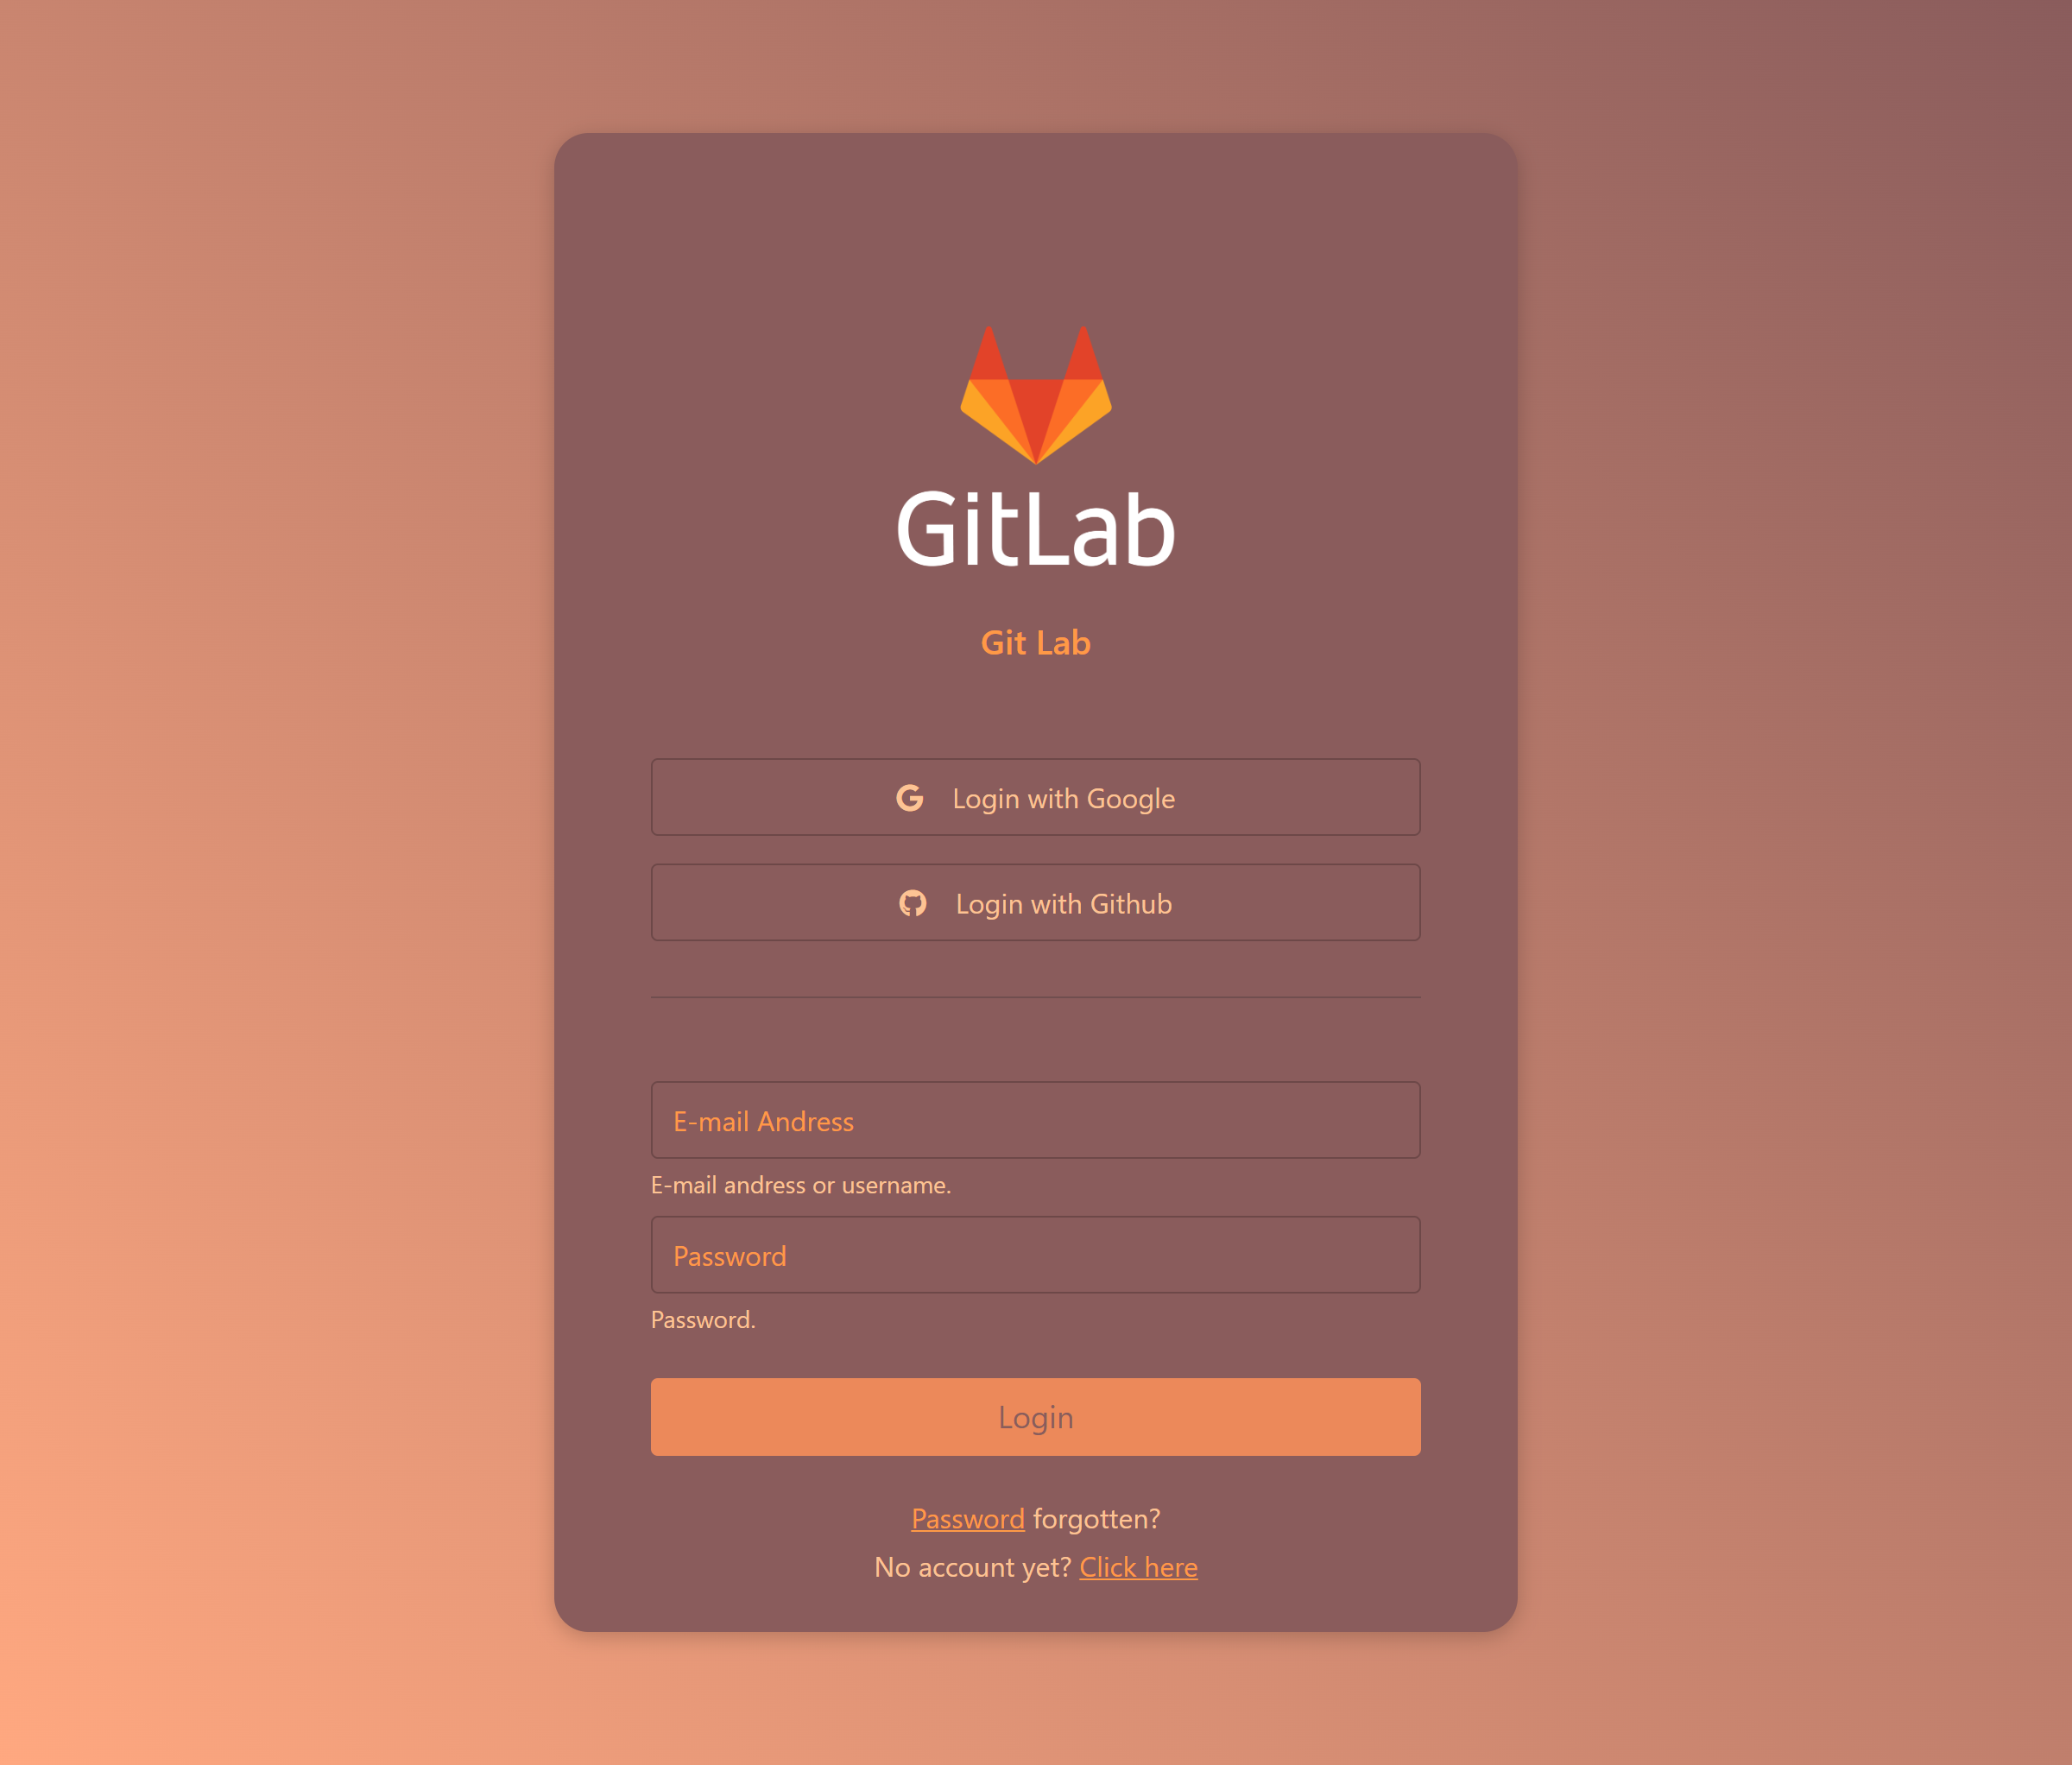 GitLab
Git Lab
Login with Google
Login with Github
E-mail Andress
E-mail andress or username.
Password
Password.
Login
Password forgotten?
No account yet? Click here